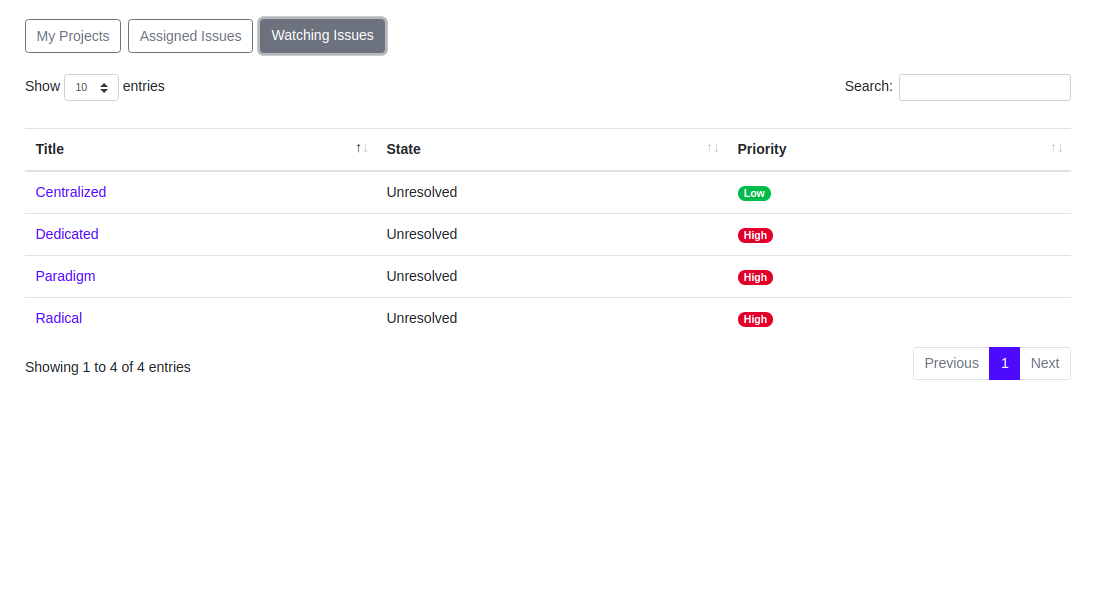 My Projects Assigned Issues Watching Issues
Show 10 entries Search:
Title ↑↓ State ↑↓ Priority ↑↓
Centralized Unresolved Low
Dedicated Unresolved High
Paradigm Unresolved High
Radical Unresolved High
Showing 1 to 4 of 4 entries Previous 1 Next